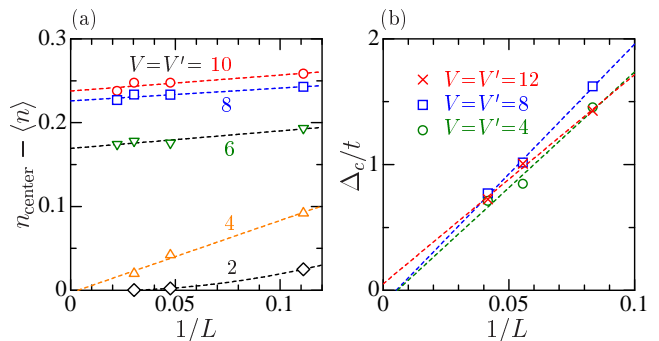 (a)
n_center − ⟨n⟩
0.3
0.2
0.1
0
V=V'= 10
8
6
4
2
0 0.05 0.1
1/L
(b)
Δ_c/t
2
1
0
V=V'=12
V=V'=8
V=V'=4
0 0.05 0.1
1/L